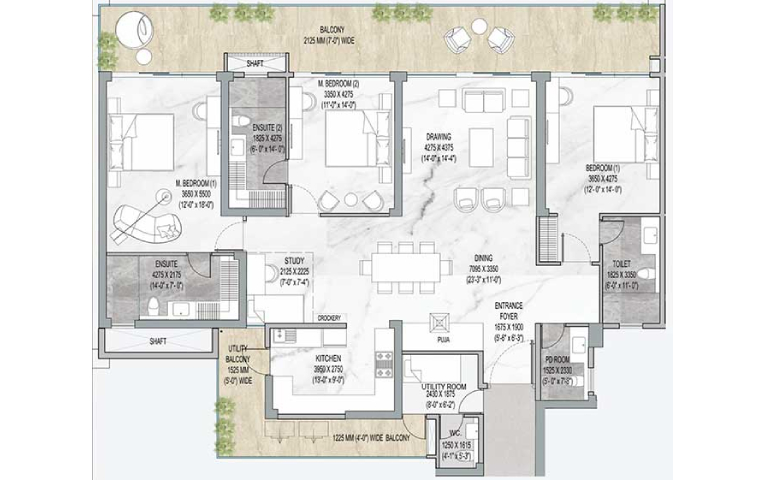 BALCONY
2125 MM (7'-0") WIDE
SHAFT
M. BEDROOM (2)
3350 X 4275
(11'-0" x 14'-0")
ENSUITE (2)
1825 X 4275
(6'- 0" x 14'- 0")
DRAWING
4275 X 4375
(14'-0" x 14'-4")
BEDROOM (1)
3650 X 4275
(12'- 0" x 14'- 0")
M. BEDROOM (1)
3650 X 5500
(12'-0" x 18'-0")
ENSUITE
4275 X 2175
(14'-0" x 7'- 0")
STUDY
2125 X 2225
(7'-0" x 7'-4")
DINING
7095 X 3350
(23'-3" x 11'-0")
TOILET
1825 X 3350
(6'-0" x 11'-0")
ENTRANCE
FOYER
1675 X 1900
(5'-6" x 6'-3")
CROCKERY
PUJA
SHAFT
UTILITY
BALCONY
1525 MM
(5'-0") WIDE
KITCHEN
3950 X 2750
(13'-0" x 9'-0")
PD ROOM
1525 X 2330
(5'- 0" x 7'-8")
UTILITY ROOM
2430 X 1875
(8'-0" x 6'-2")
1225 MM (4'-0") WIDE BALCONY
WC.
1250 X 1615
(4'-1" x 5'-3")